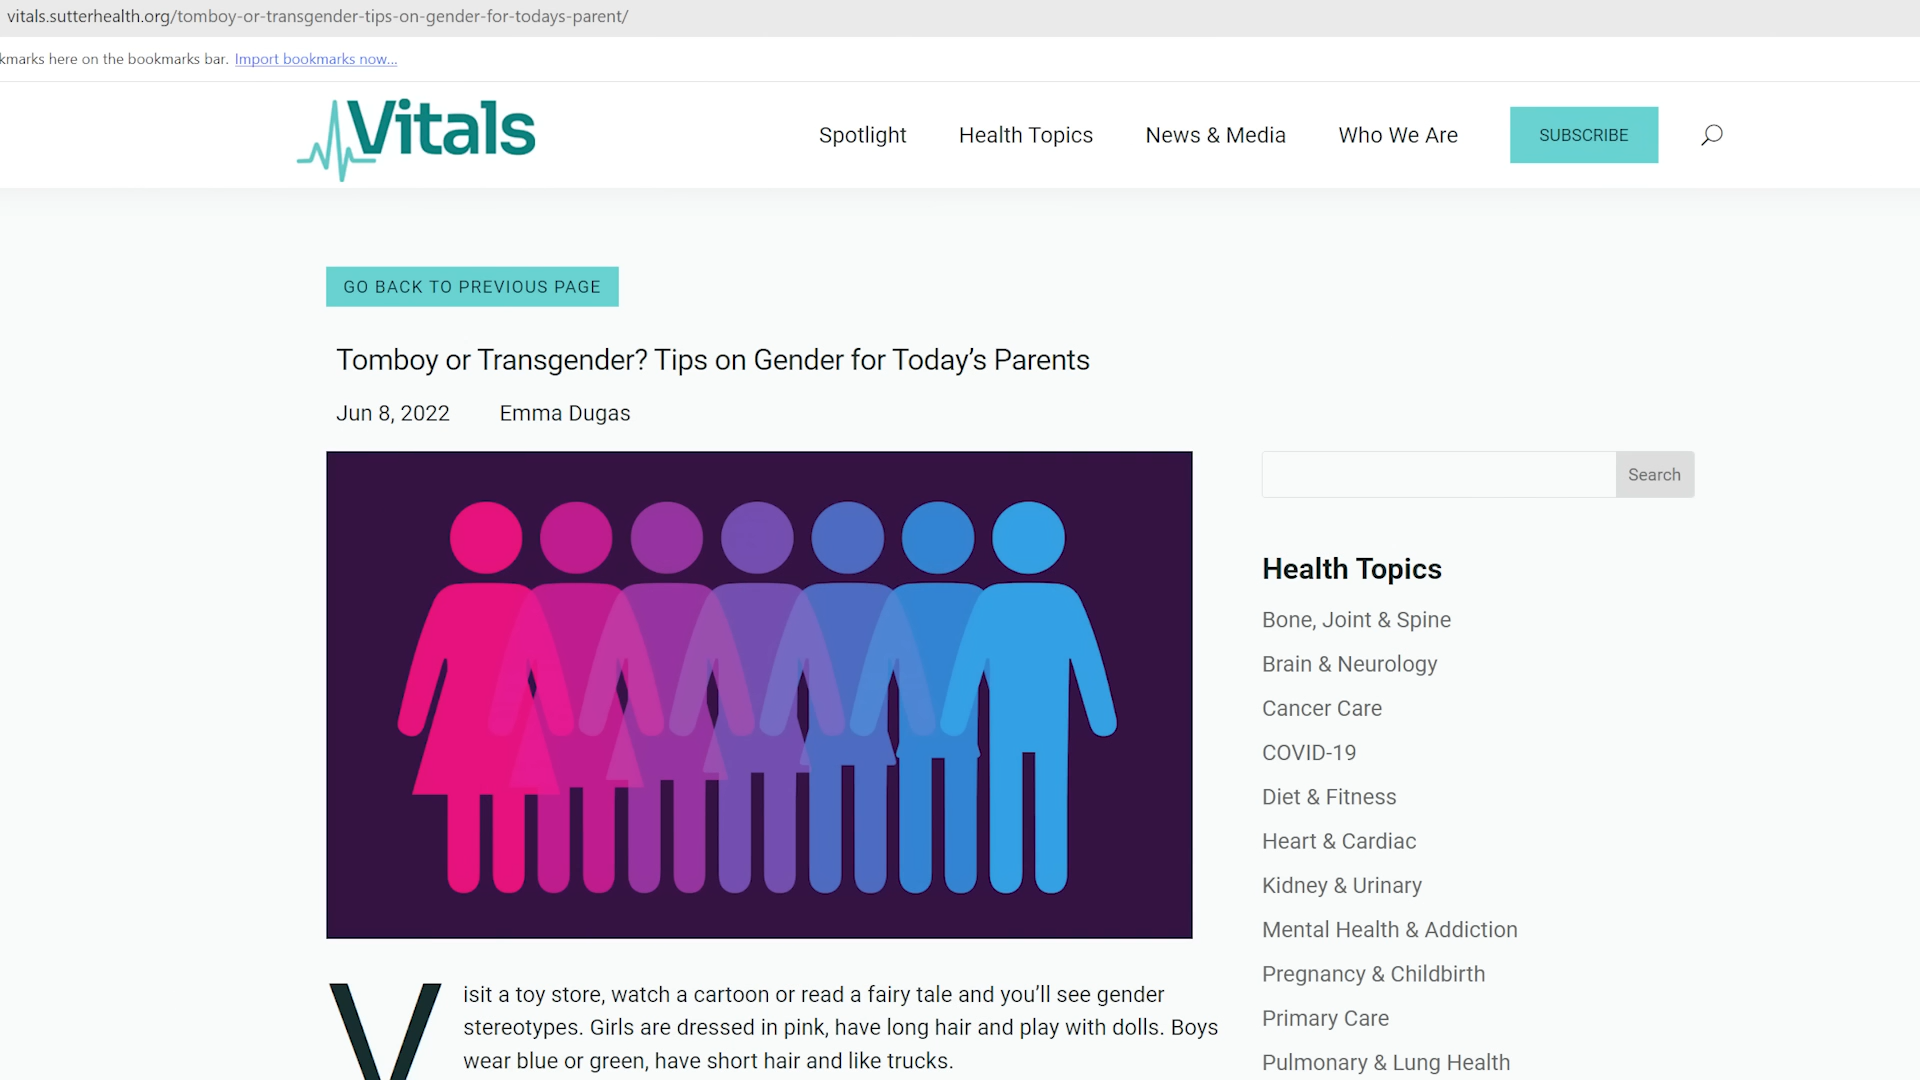 vitals.sutterhealth.org/tomboy-or-transgender-tips-on-gender-for-todays-parent/
kmarks here on the bookmarks bar. Import bookmarks now...
Vitals
Spotlight
Health Topics
News & Media
Who We Are
SUBSCRIBE
GO BACK TO PREVIOUS PAGE
Tomboy or Transgender? Tips on Gender for Today’s Parents
Jun 8, 2022 Emma Dugas
Visit a toy store, watch a cartoon or read a fairy tale and you’ll see gender
stereotypes. Girls are dressed in pink, have long hair and play with dolls. Boys
wear blue or green, have short hair and like trucks.
Search
Health Topics
Bone, Joint & Spine
Brain & Neurology
Cancer Care
COVID-19
Diet & Fitness
Heart & Cardiac
Kidney & Urinary
Mental Health & Addiction
Pregnancy & Childbirth
Primary Care
Pulmonary & Lung Health